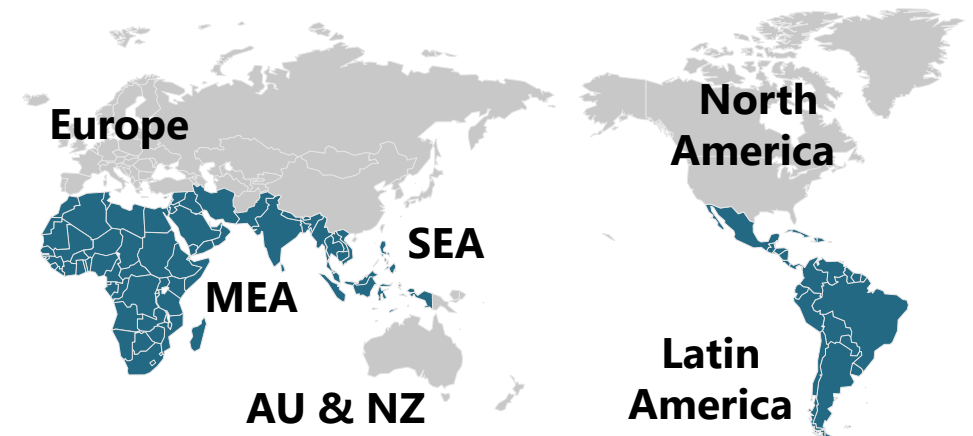 Europe
North
America
SEA
MEA
Latin
America
AU & NZ